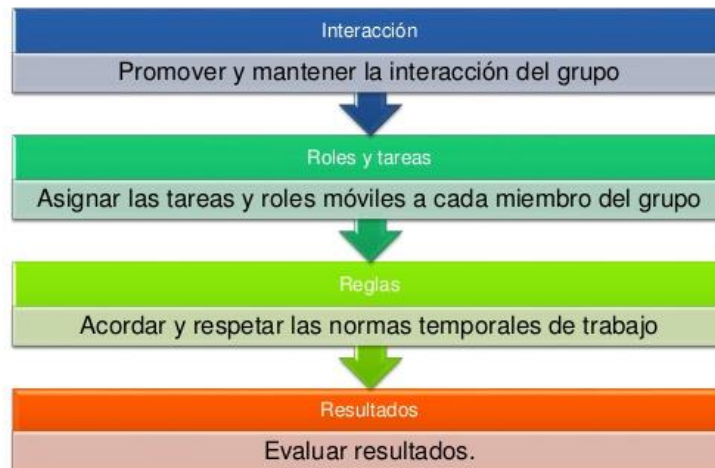 Interacción
Promover y mantener la interacción del grupo
Roles y tareas
Asignar las tareas y roles móviles a cada miembro del grupo
Reglas
Acordar y respetar las normas temporales de trabajo
Resultados
Evaluar resultados.